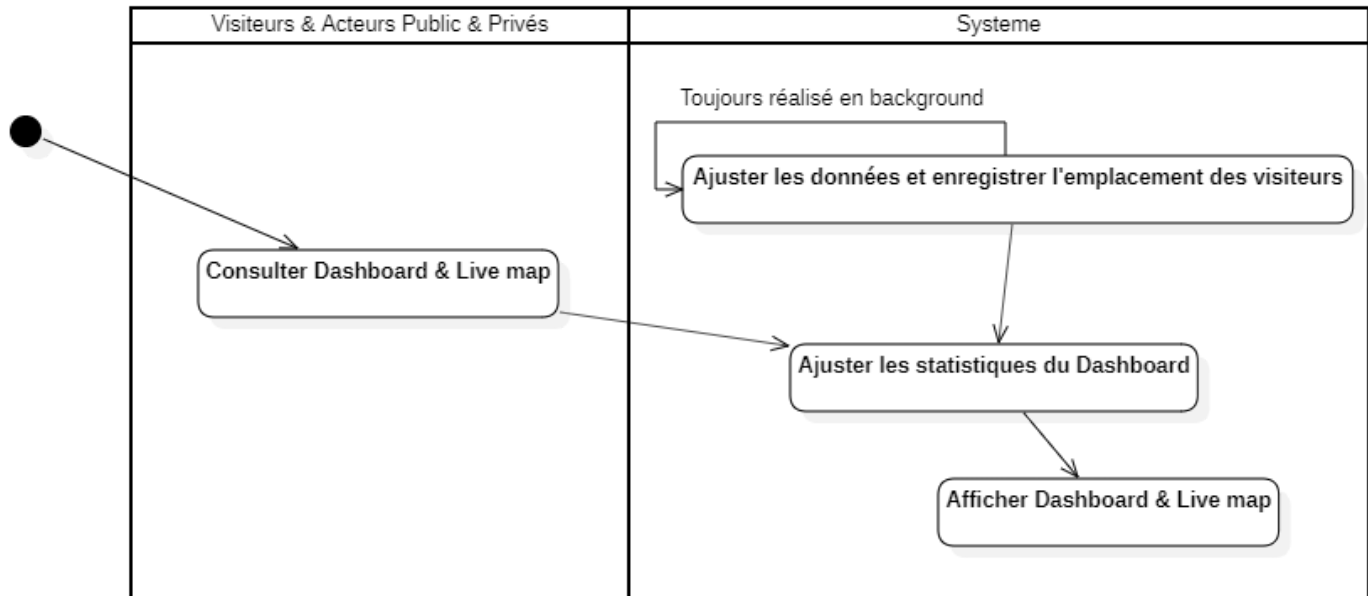 Visiteurs & Acteurs Public & Privés
Systeme
Toujours réalisé en background
Ajuster les données et enregistrer l'emplacement des visiteurs
Consulter Dashboard & Live map
Ajuster les statistiques du Dashboard
Afficher Dashboard & Live map